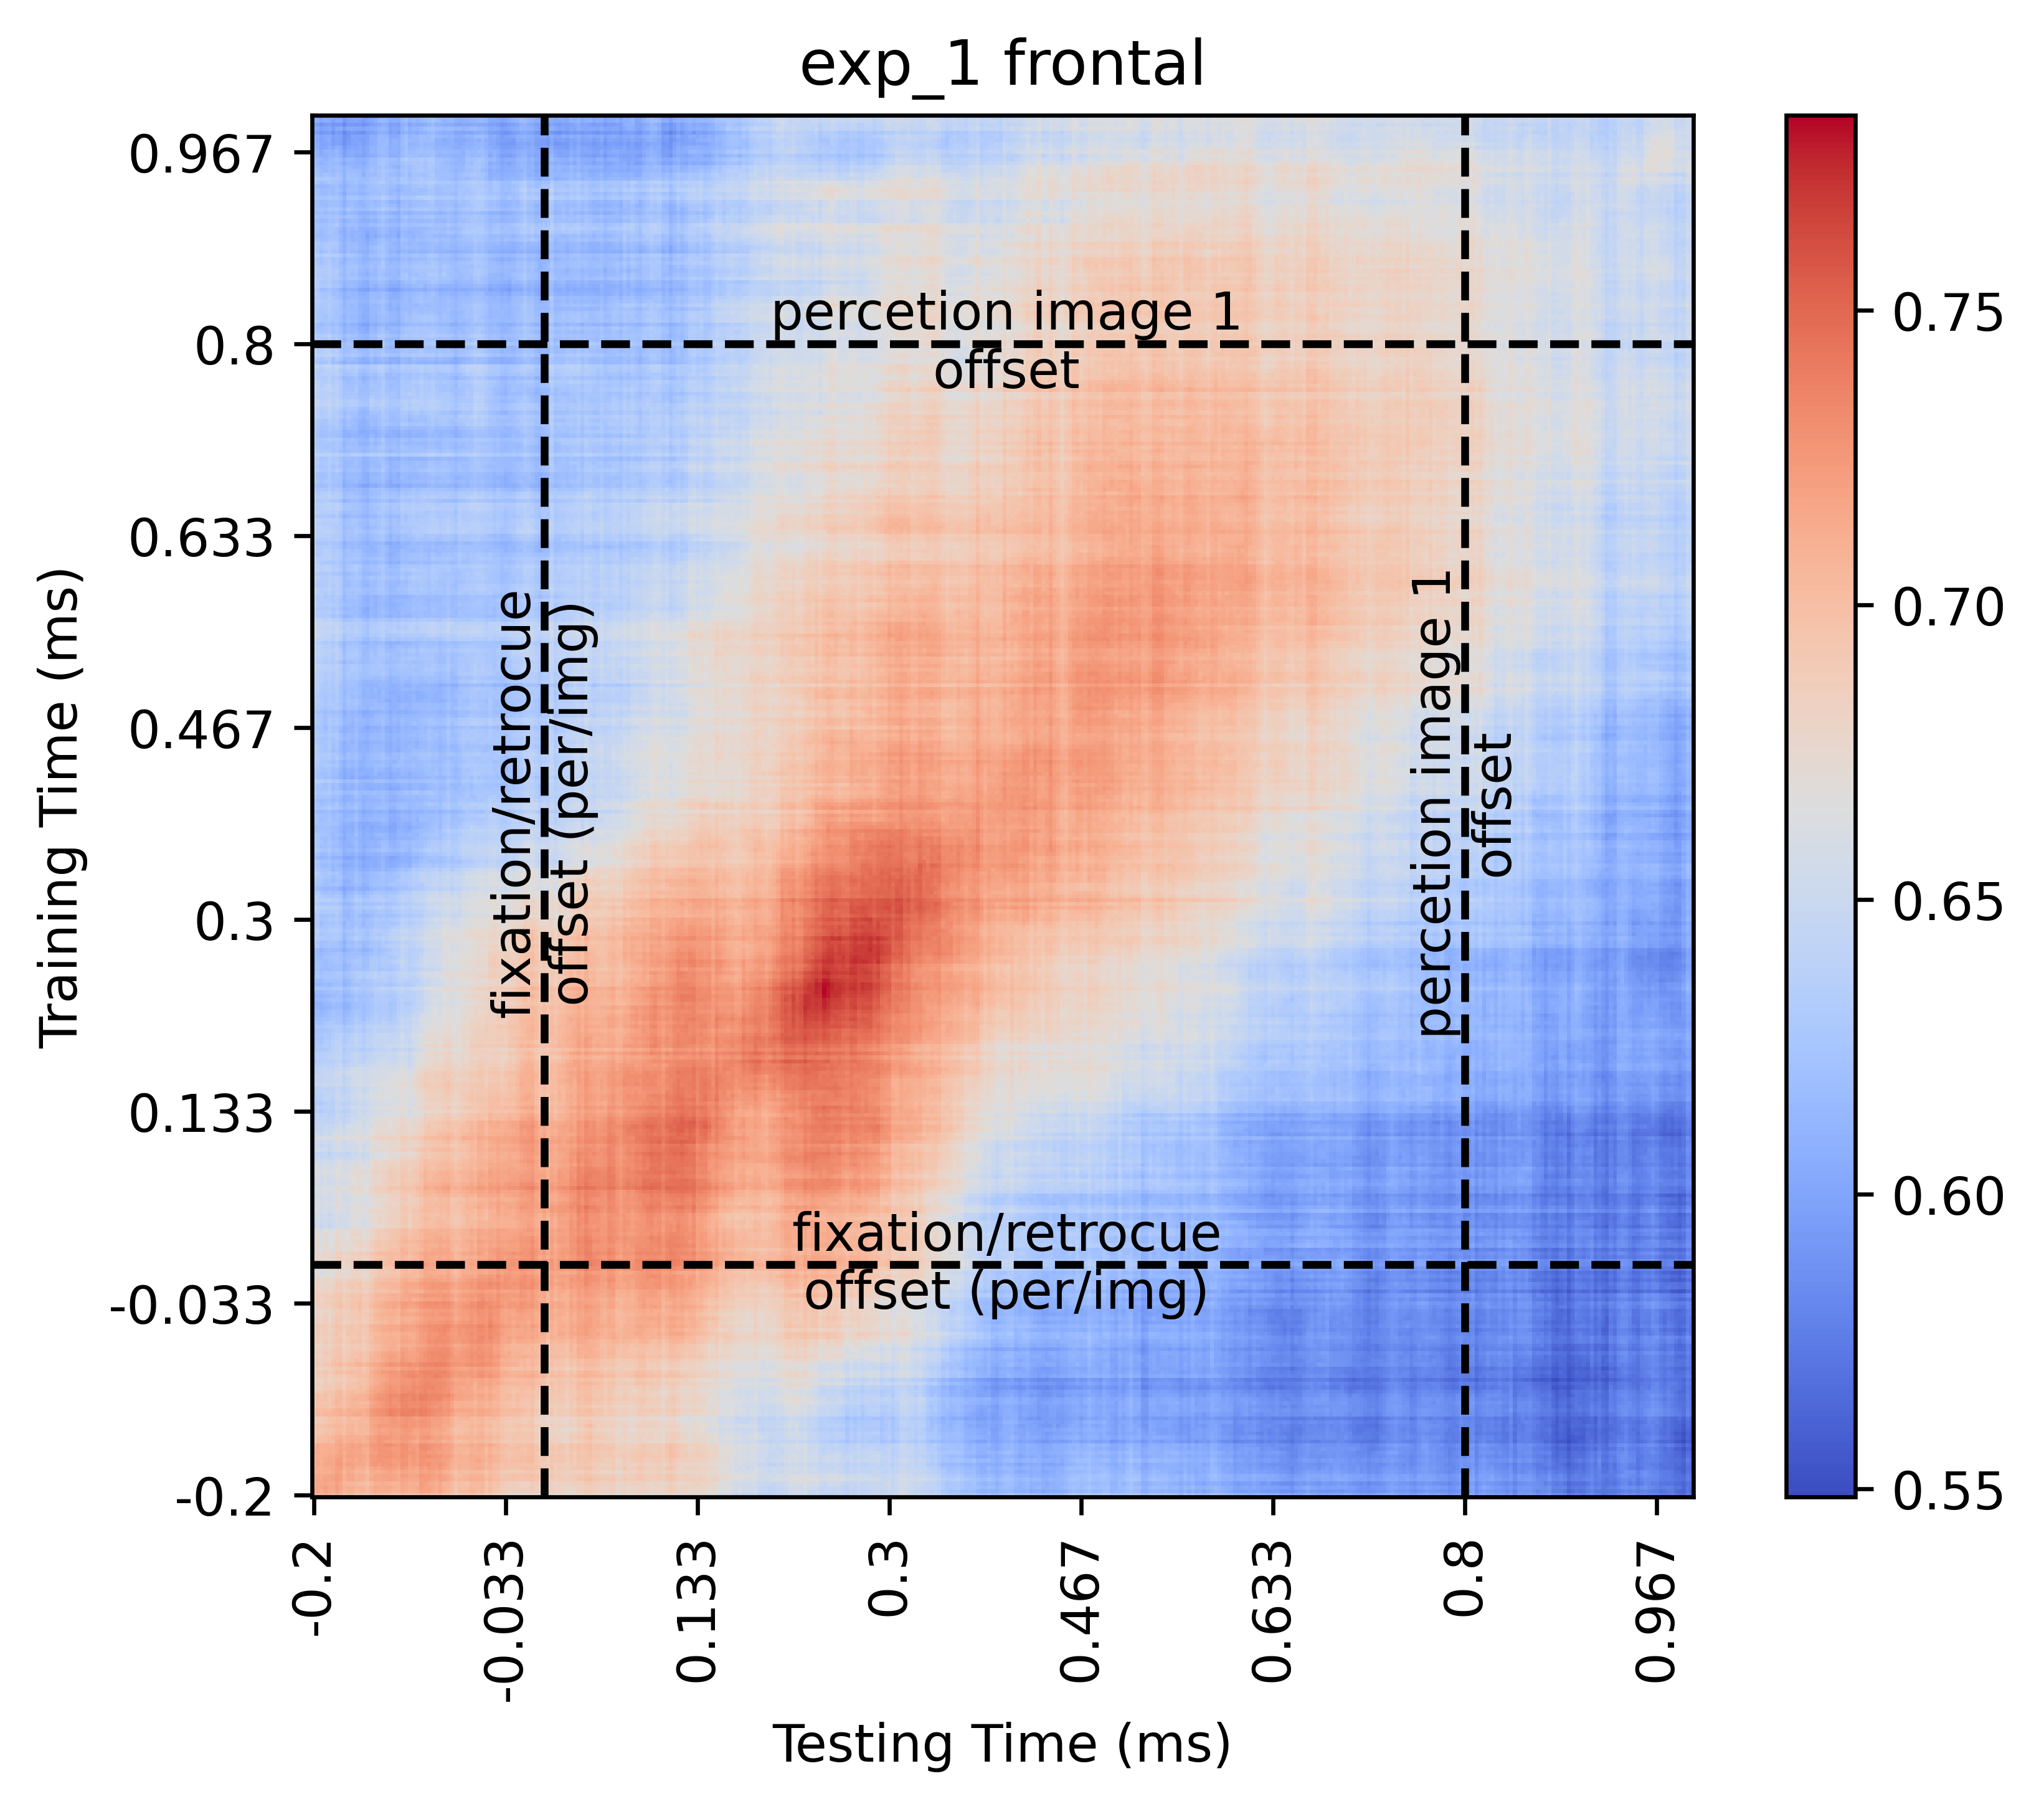 exp_1 frontal
Training Time (ms)
0.967
0.8
0.633
0.467
0.3
0.133
-0.033
-0.2
percetion image 1
offset
fixation/retrocue
offset (per/img)
fixation/retrocue
offset (per/img)
percetion image 1
offset
-0.2
-0.033
0.133
0.3
0.467
0.633
0.8
0.967
Testing Time (ms)
0.75
0.70
0.65
0.60
0.55